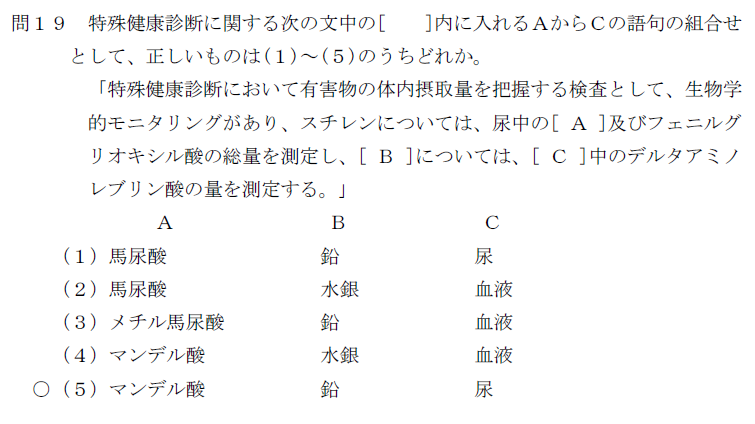 問１９　特殊健康診断に関する次の文中の[　　]内に入れるＡからＣの語句の組合せ
として、正しいものは(１)～(５)のうちどれか。
「特殊健康診断において有害物の体内摂取量を把握する検査として、生物学
的モニタリングがあり、スチレンについては、尿中の[　Ａ　]及びフェニルグ
リオキシル酸の総量を測定し、[　Ｂ　]については、[　Ｃ　]中のデルタアミノ
レブリン酸の量を測定する。」
Ａ　Ｂ　Ｃ
（１）馬尿酸　鉛　尿
（２）馬尿酸　水銀　血液
（３）メチル馬尿酸　鉛　血液
（４）マンデル酸　水銀　血液
○（５）マンデル酸　鉛　尿